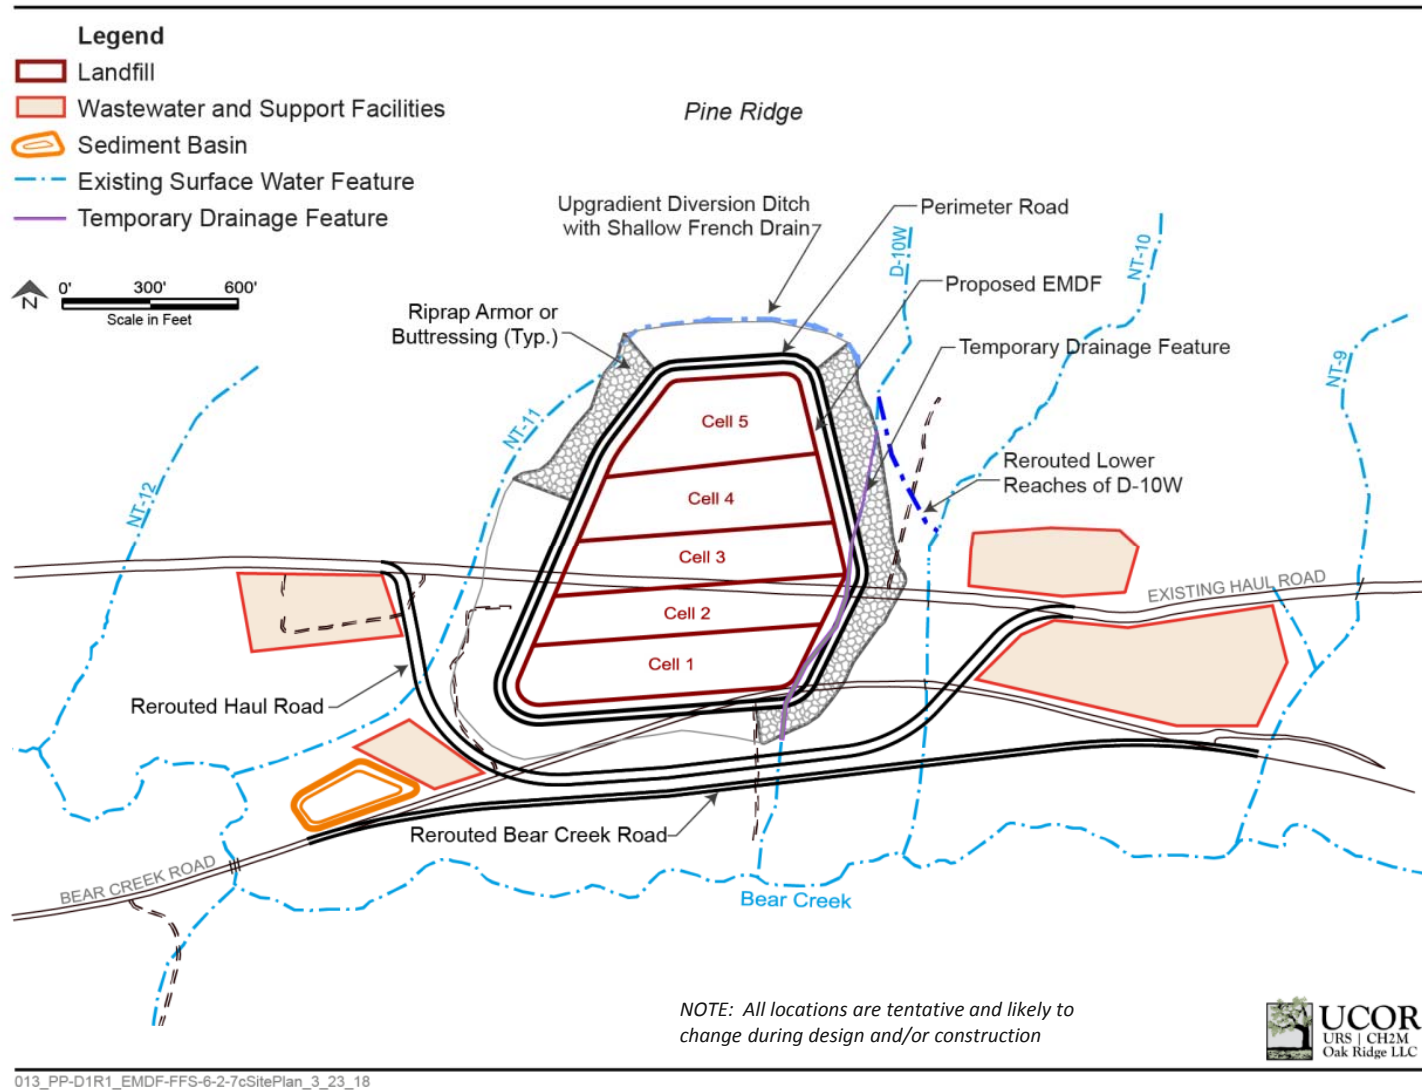 Legend
Landfill
Wastewater and Support Facilities
Sediment Basin
Existing Surface Water Feature
Temporary Drainage Feature
N
0' 300' 600'
Scale in Feet
Pine Ridge
Upgradient Diversion Ditch
with Shallow French Drain
Perimeter Road
Proposed EMDF
Riprap Armor or
Buttressing (Typ.)
Temporary Drainage Feature
D-10W
NT-10
NT-9
NT-11
NT-12
Rerouted Lower
Reaches of D-10W
Cell 5
Cell 4
Cell 3
Cell 2
Cell 1
EXISTING HAUL ROAD
Rerouted Haul Road
Rerouted Bear Creek Road
BEAR CREEK ROAD
Bear Creek
NOTE: All locations are tentative and likely to
change during design and/or construction
UCOR
URS | CH2M
Oak Ridge LLC
013_PP-D1R1_EMDF-FFS-6-2-7cSitePlan_3_23_18